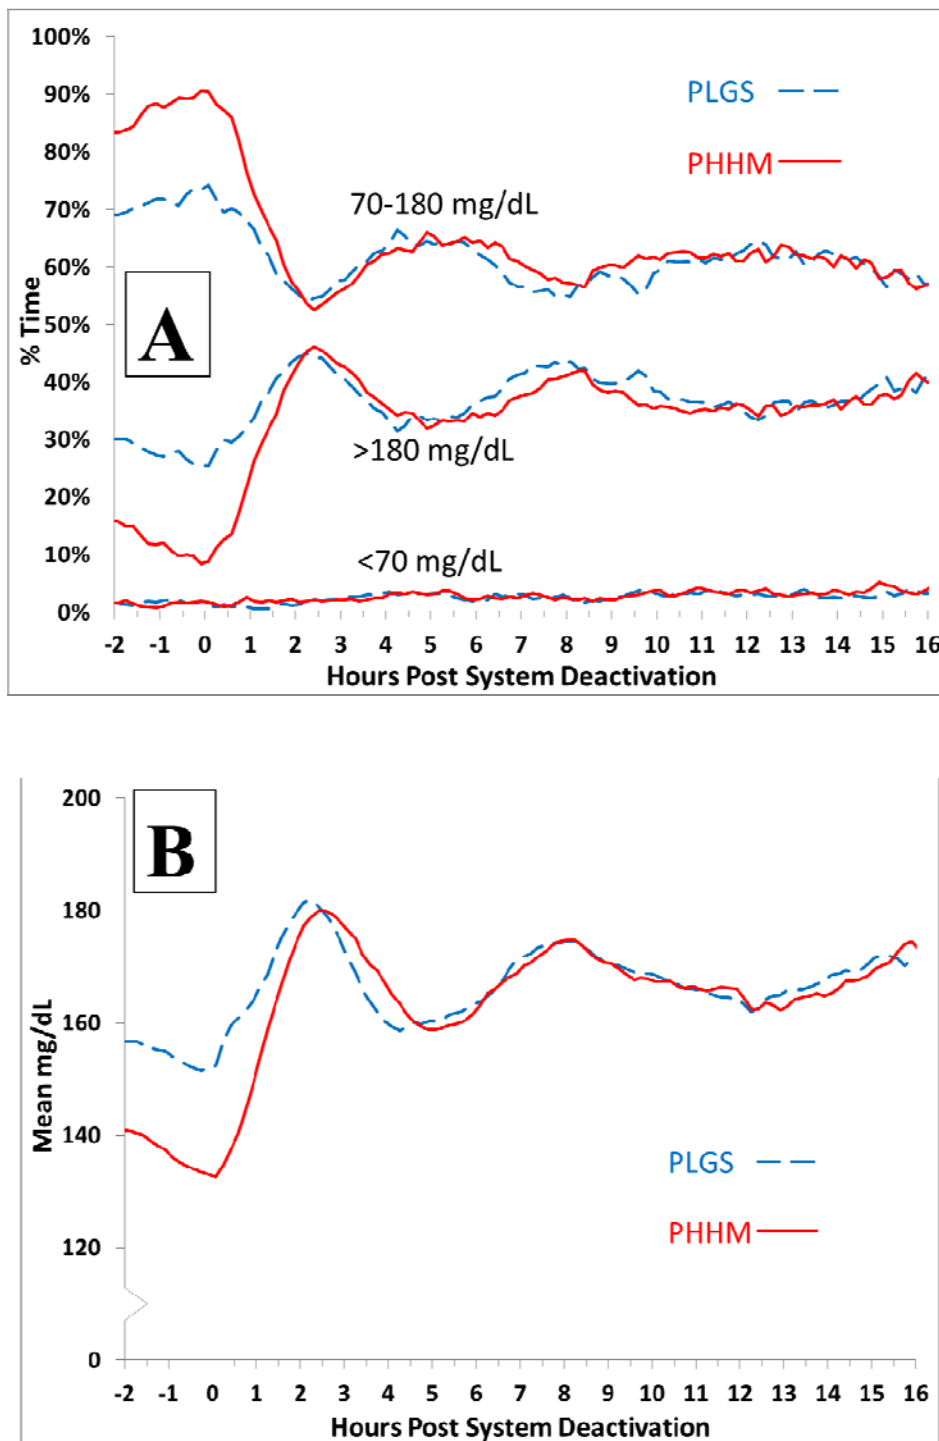 100%
90%
80%
70%
60%
50%
40%
30%
20%
10%
0%
% Time
A
PLGS
PHHM
70-180 mg/dL
>180 mg/dL
<70 mg/dL
-2 -1 0 1 2 3 4 5 6 7 8 9 10 11 12 13 14 15 16
Hours Post System Deactivation
200
180
160
140
120
0
Mean mg/dL
B
PLGS
PHHM
-2 -1 0 1 2 3 4 5 6 7 8 9 10 11 12 13 14 15 16
Hours Post System Deactivation